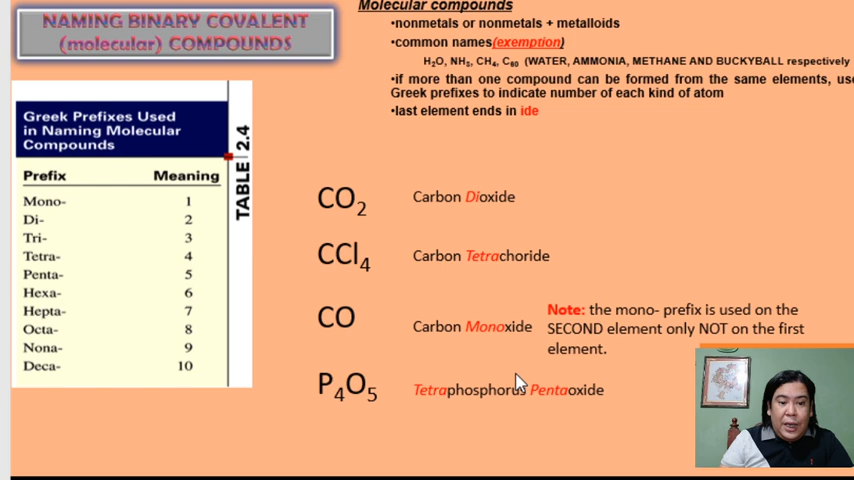 Molecular compounds
NAMING BINARY COVALENT
(molecular) COMPOUNDS
•nonmetals or nonmetals + metalloids
•common names(exemption)
H₂O, NH₃, CH₄, C₆₀ (WATER, AMMONIA, METHANE AND BUCKYBALL respectively
•if more than one compound can be formed from the same elements, use
Greek prefixes to indicate number of each kind of atom
•last element ends in ide
Greek Prefixes Used
in Naming Molecular
Compounds
TABLE 2.4
Prefix Meaning
Mono- 1
Di- 2
Tri- 3
Tetra- 4
Penta- 5
Hexa- 6
Hepta- 7
Octa- 8
Nona- 9
Deca- 10
CO₂ Carbon Dioxide
CCl₄ Carbon Tetrachoride
CO Carbon Monoxide
Note: the mono- prefix is used on the
SECOND element only NOT on the first
element.
P₄O₅ Tetraphosphorus Pentaoxide